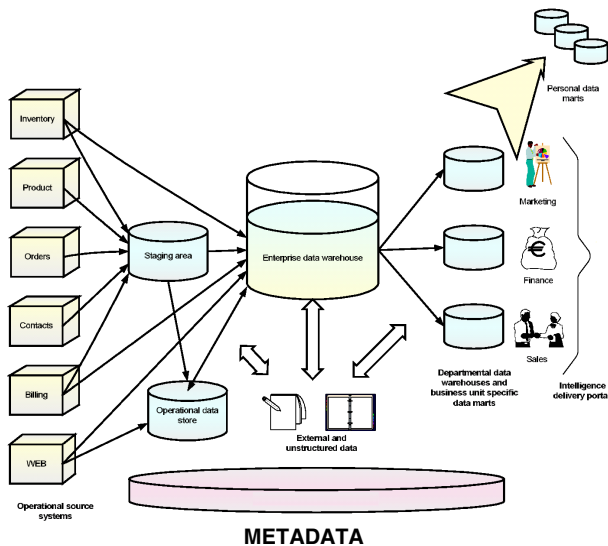 Personal data
marts
Inventory
Product
Marketing
Orders
Staging area
Enterprise data warehouse
€
Finance
Contacts
Sales
Billing
Operational data
store
Departmental data
warehouses and
business unit specific
data marts
Intelligence
delivery porta
External and
unstructured data
WEB
Operational source
systems
METADATA